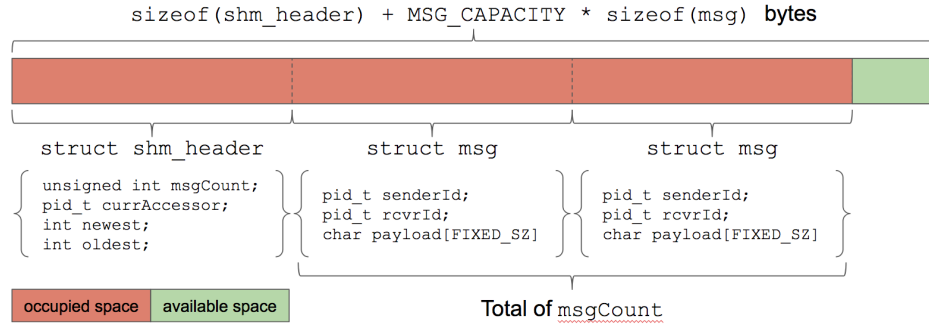 sizeof(shm_header) + MSG_CAPACITY * sizeof(msg) bytes
struct shm_header
struct msg
struct msg
unsigned int msgCount;
pid_t currAccessor;
int newest;
int oldest;
pid_t senderId;
pid_t rcvrId;
char payload[FIXED_SZ]
pid_t senderId;
pid_t rcvrId;
char payload[FIXED_SZ]
occupied space
available space
Total of msgCount